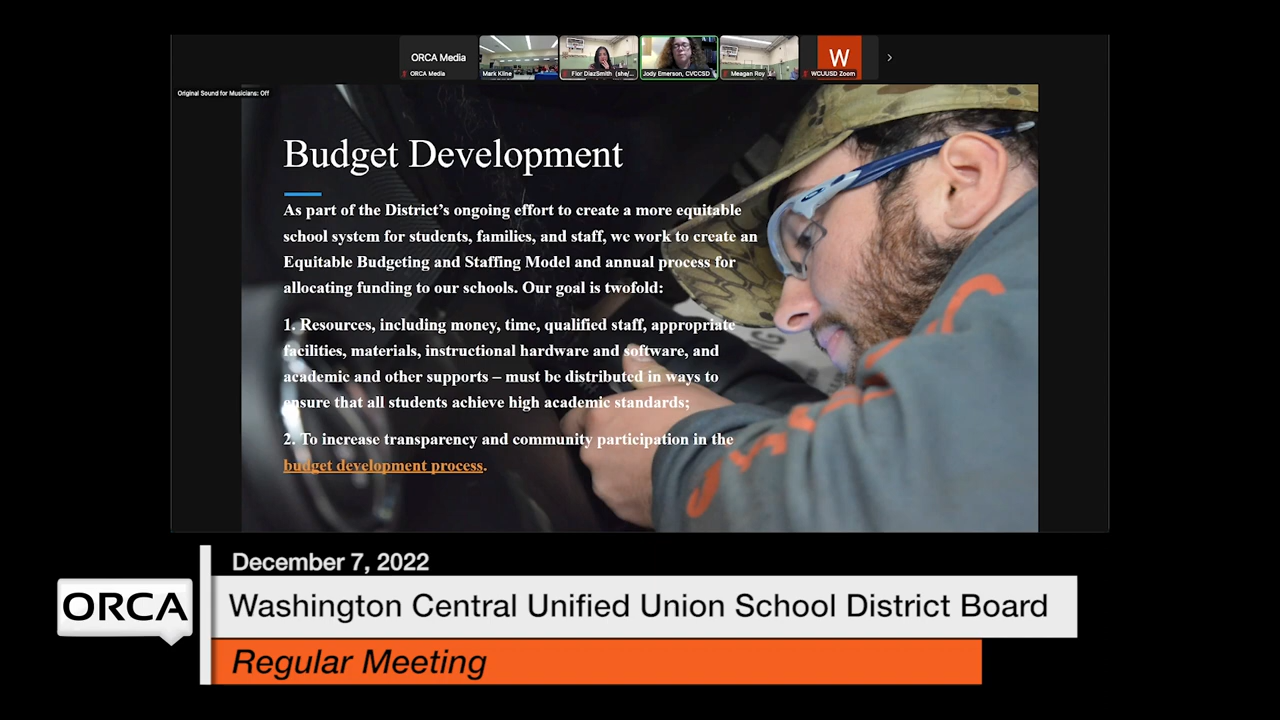 ORCA Media
W
ORCA Media
Mark Kline
Fior DiazSmith (she/...
Jody Emerson, CVCCSD
Meagan Roy
WCUUSD Zoom
Original Sound for Musicians: Off
Budget Development
As part of the District's ongoing effort to create a more equitable
school system for students, families, and staff, we work to create an
Equitable Budgeting and Staffing Model and annual process for
allocating funding to our schools. Our goal is twofold:
1. Resources, including money, time, qualified staff, appropriate
facilities, materials, instructional hardware and software, and
academic and other supports – must be distributed in ways to
ensure that all students achieve high academic standards;
2. To increase transparency and community participation in the
budget development process.
December 7, 2022
ORCA
Washington Central Unified Union School District Board
Regular Meeting